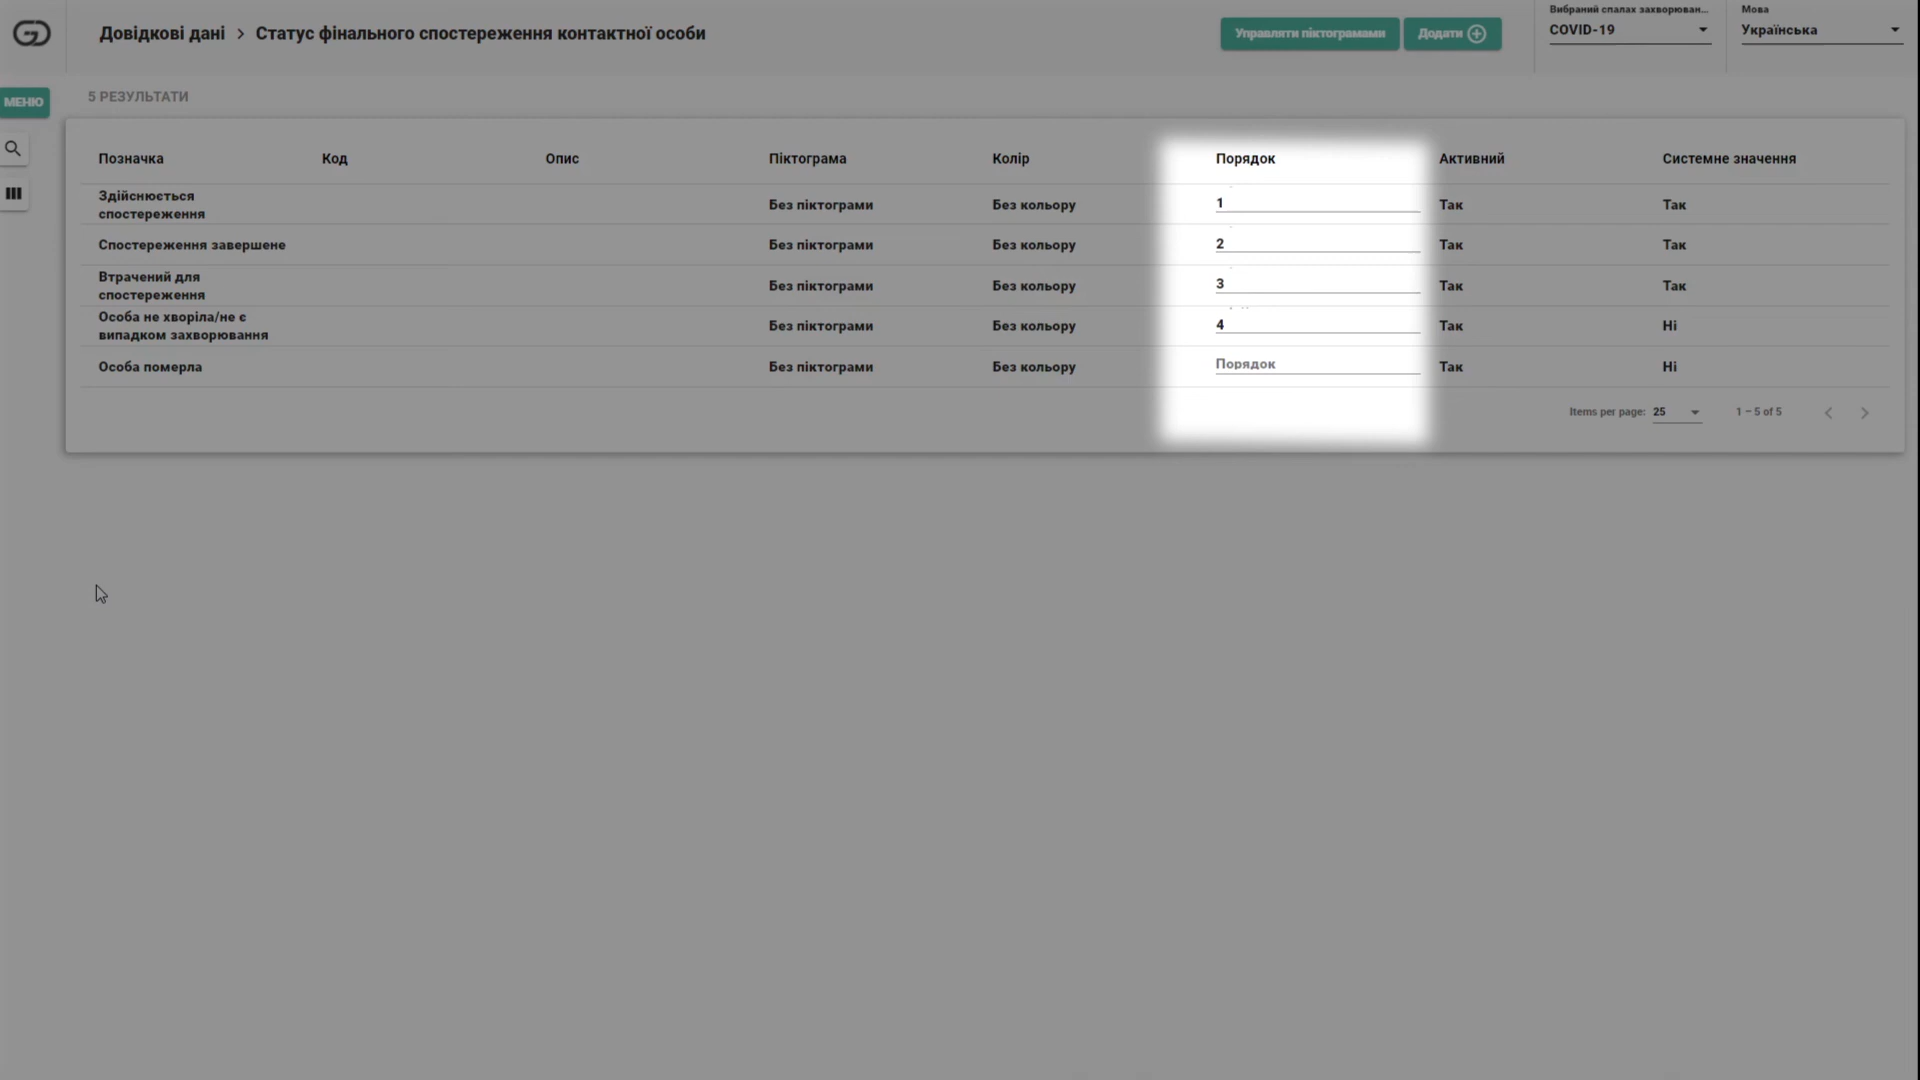 Довідкові дані > Статус фінального спостереження контактної особи
Управляти піктограмами
Додати
Вибраний спалах захворюван...
COVID-19
Мова
Українська
МЕНЮ
5 РЕЗУЛЬТАТИ
Позначка Код Опис Піктограма Колір Порядок Активний Системне значення
Здійснюється
спостереження
Без піктограми Без кольору 1 Так Так
Спостереження завершене Без піктограми Без кольору 2 Так Так
Втрачений для
спостереження
Без піктограми Без кольору 3 Так Так
Особа не хворіла/не є
випадком захворювання
Без піктограми Без кольору 4 Так Ні
Особа померла Без піктограми Без кольору Порядок Так Ні
Items per page: 25 1 – 5 of 5